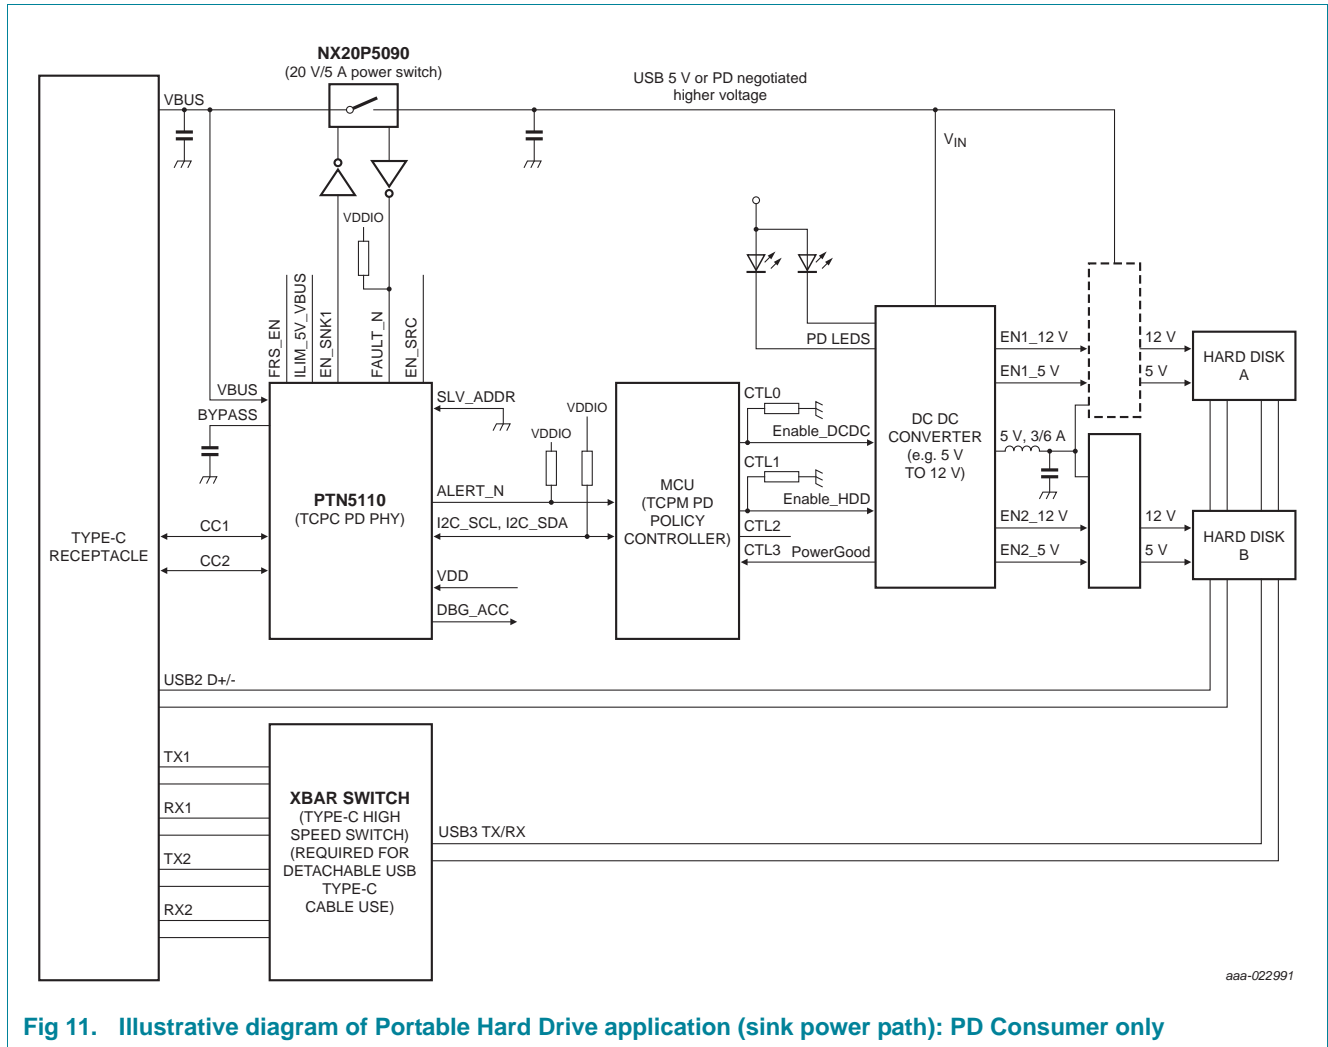 NX20P5090
(20 V/5 A power switch)
USB 5 V or PD negotiated
higher voltage
VBUS
VIN
VDDIO
FRS_EN
ILIM_5V_VBUS
EN_SNK1
FAULT_N
EN_SRC
VBUS
BYPASS
SLV_ADDR
VDDIO
VDDIO
PTN5110
(TCPC PD PHY)
ALERT_N
I2C_SCL, I2C_SDA
VDD
DBG_ACC
TYPE-C
RECEPTACLE
CC1
CC2
MCU
(TCPM PD
POLICY
CONTROLLER)
CTL0
Enable_DCDC
CTL1
Enable_HDD
CTL2
CTL3
PowerGood
PD LEDS
DC DC
CONVERTER
(e.g. 5 V
TO 12 V)
EN1_12 V
EN1_5 V
5 V, 3/6 A
EN2_12 V
EN2_5 V
12 V
5 V
HARD DISK
A
12 V
5 V
HARD DISK
B
USB2 D+/-
TX1
RX1
TX2
RX2
XBAR SWITCH
(TYPE-C HIGH
SPEED SWITCH)
(REQUIRED FOR
DETACHABLE USB
TYPE-C
CABLE USE)
USB3 TX/RX
aaa-022991
Fig 11. Illustrative diagram of Portable Hard Drive application (sink power path): PD Consumer only